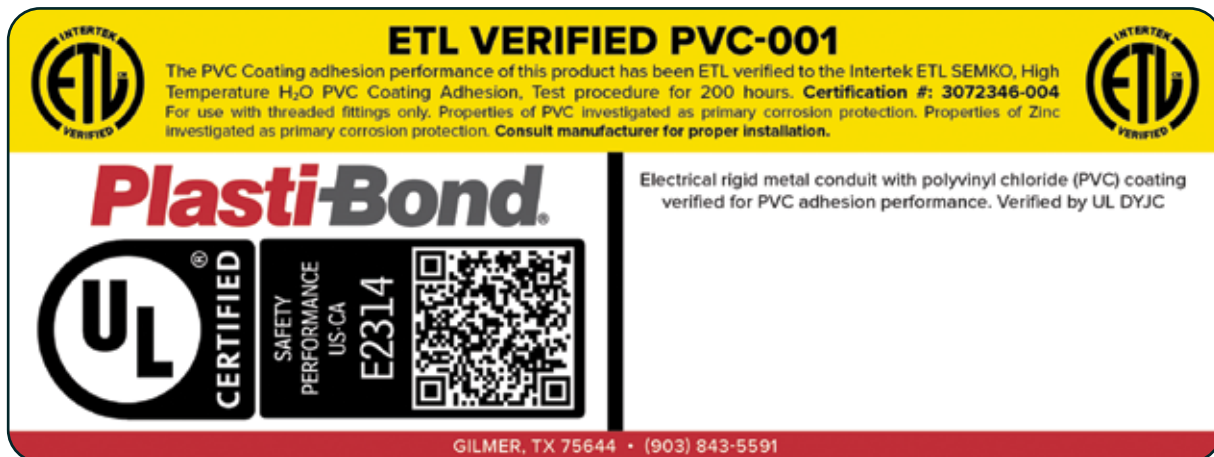 INTERTEK
ETL CM
VERIFIED
ETL VERIFIED PVC-001
The PVC Coating adhesion performance of this product has been ETL verified to the Intertek ETL SEMKO, High
Temperature H₂O PVC Coating Adhesion, Test procedure for 200 hours. Certification #: 3072346-004
For use with threaded fittings only. Properties of PVC investigated as primary corrosion protection. Properties of Zinc
investigated as primary corrosion protection. Consult manufacturer for proper installation.
INTERTEK
ETL CM
VERIFIED
Plasti-Bond®
UL
CERTIFIED®
SAFETY
PERFORMANCE
US-CA
E2314
Electrical rigid metal conduit with polyvinyl chloride (PVC) coating
verified for PVC adhesion performance. Verified by UL DYJC
GILMER, TX 75644 • (903) 843-5591